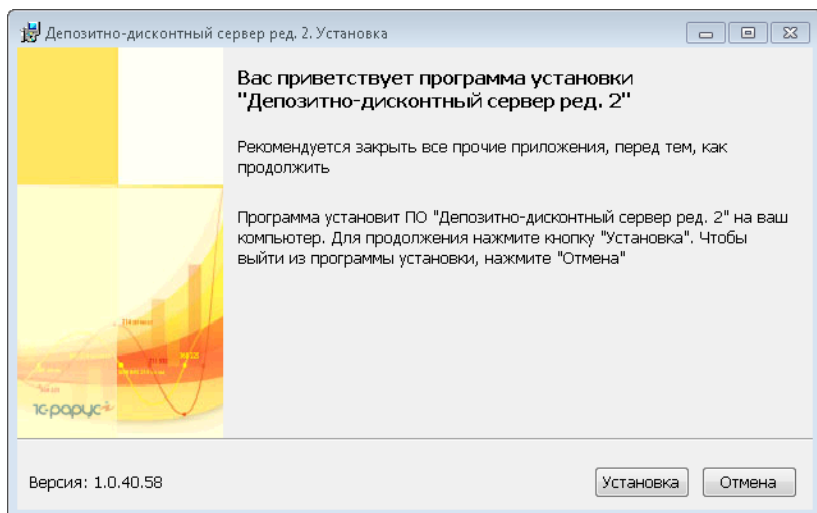 Депозитно-дисконтный сервер ред. 2. Установка
Вас приветствует программа установки
"Депозитно-дисконтный сервер ред. 2"
Рекомендуется закрыть все прочие приложения, перед тем, как
продолжить
Программа установит ПО "Депозитно-дисконтный сервер ред. 2" на ваш
компьютер. Для продолжения нажмите кнопку "Установка". Чтобы
выйти из программы установки, нажмите "Отмена"
1С·рарус
Версия: 1.0.40.58
Установка
Отмена